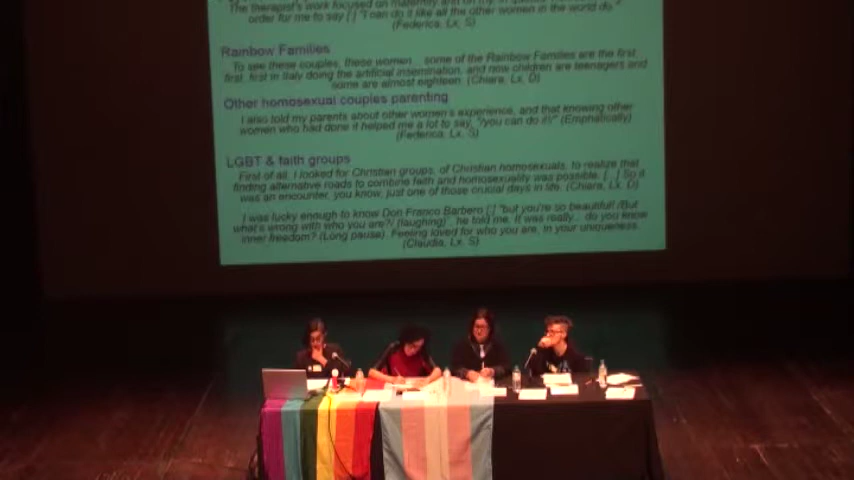 The therapist's work focused on maternity and on my, in quotes
order for me to say [.] "I can do it like all the other women in the world do"
(Federica, Lx, S)
Rainbow Families
To see these couples, these women... some of the Rainbow Families are the first
first, first in Italy doing the artificial insemination, and now children are teenagers and
some are almost eighteen. (Chiara, Lx, D)
Other homosexual couples parenting
I also told my parents about other women's experience, and that knowing other
women who had done it helped me a lot to say, "/you can do it\/" (Emphatically)
(Federica, Lx, S)
LGBT & faith groups
First of all, I looked for Christian groups, of Christian homosexuals, to realize that
finding alternative roads to combine faith and homosexuality was possible. [..] So it
was an encounter, you know, just one of those crucial days in life. (Chiara, Lx, D)
I was lucky enough to know Don Franco Barbero [.] "but you're so beautiful! (But
what's wrong with who you are?/ (laughing)" he told me. It was really... do you know
inner freedom? (Long pause). Feeling loved for who you are, in your uniqueness.
(Claudia, Lx, S)